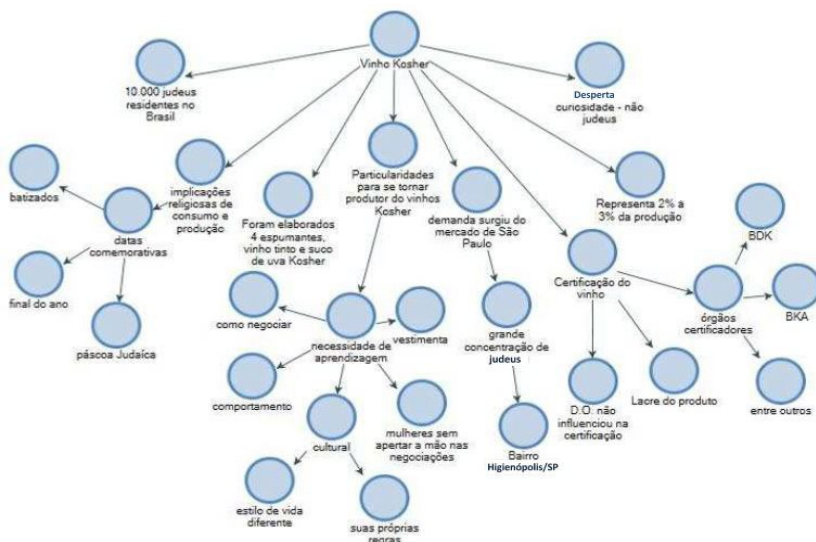 Vinho Kosher
10.000 judeus
residentes no
Brasil
Desperta
curiosidade - não
judeus
batizados
implicações
religiosas de
consumo e
produção
Foram elaborados
4 espumantes,
vinho tinto e suco
de uva Kosher
Particularidades
para se tornar
produtor do vinhos
Kosher
demanda surgiu do
mercado de São
Paulo
Representa 2% a
3% da produção
BDK
datas
comemorativas
final do ano
páscoa Judaíca
Certificação do
vinho
órgãos
certificadores
BKA
como negociar
necessidade de
aprendizagem
vestimenta
grande
concentração de
judeus
comportamento
cultural
mulheres sem
apertar a mão nas
negociações
Bairro
Higienópolis/SP
D.O. não
influenciou na
certificação
Lacre do produto
entre outros
estilo de vida
diferente
suas próprias
regras